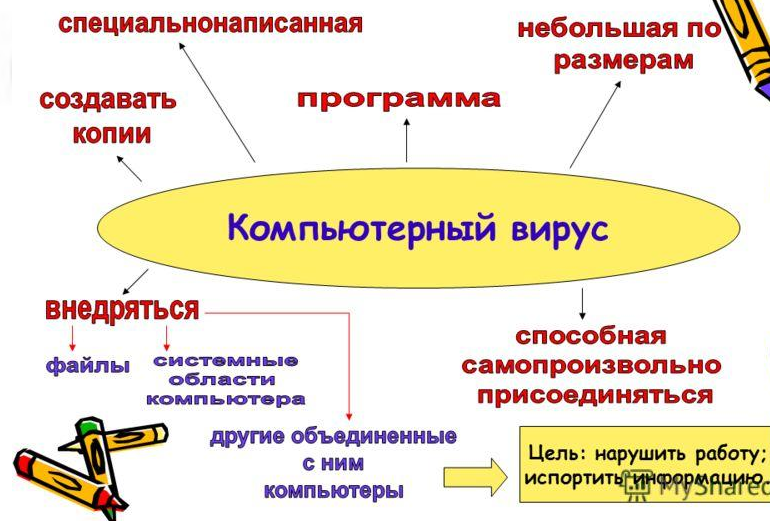 специальнонаписанная
небольшая по
размерам
создавать
копии
программа
Компьютерный вирус
внедряться
файлы
системные
области
компьютера
способная
самопроизвольно
присоединяться
другие объединенные
с ним
компьютеры
Цель: нарушить работу;
испортить информацию.
MyShared